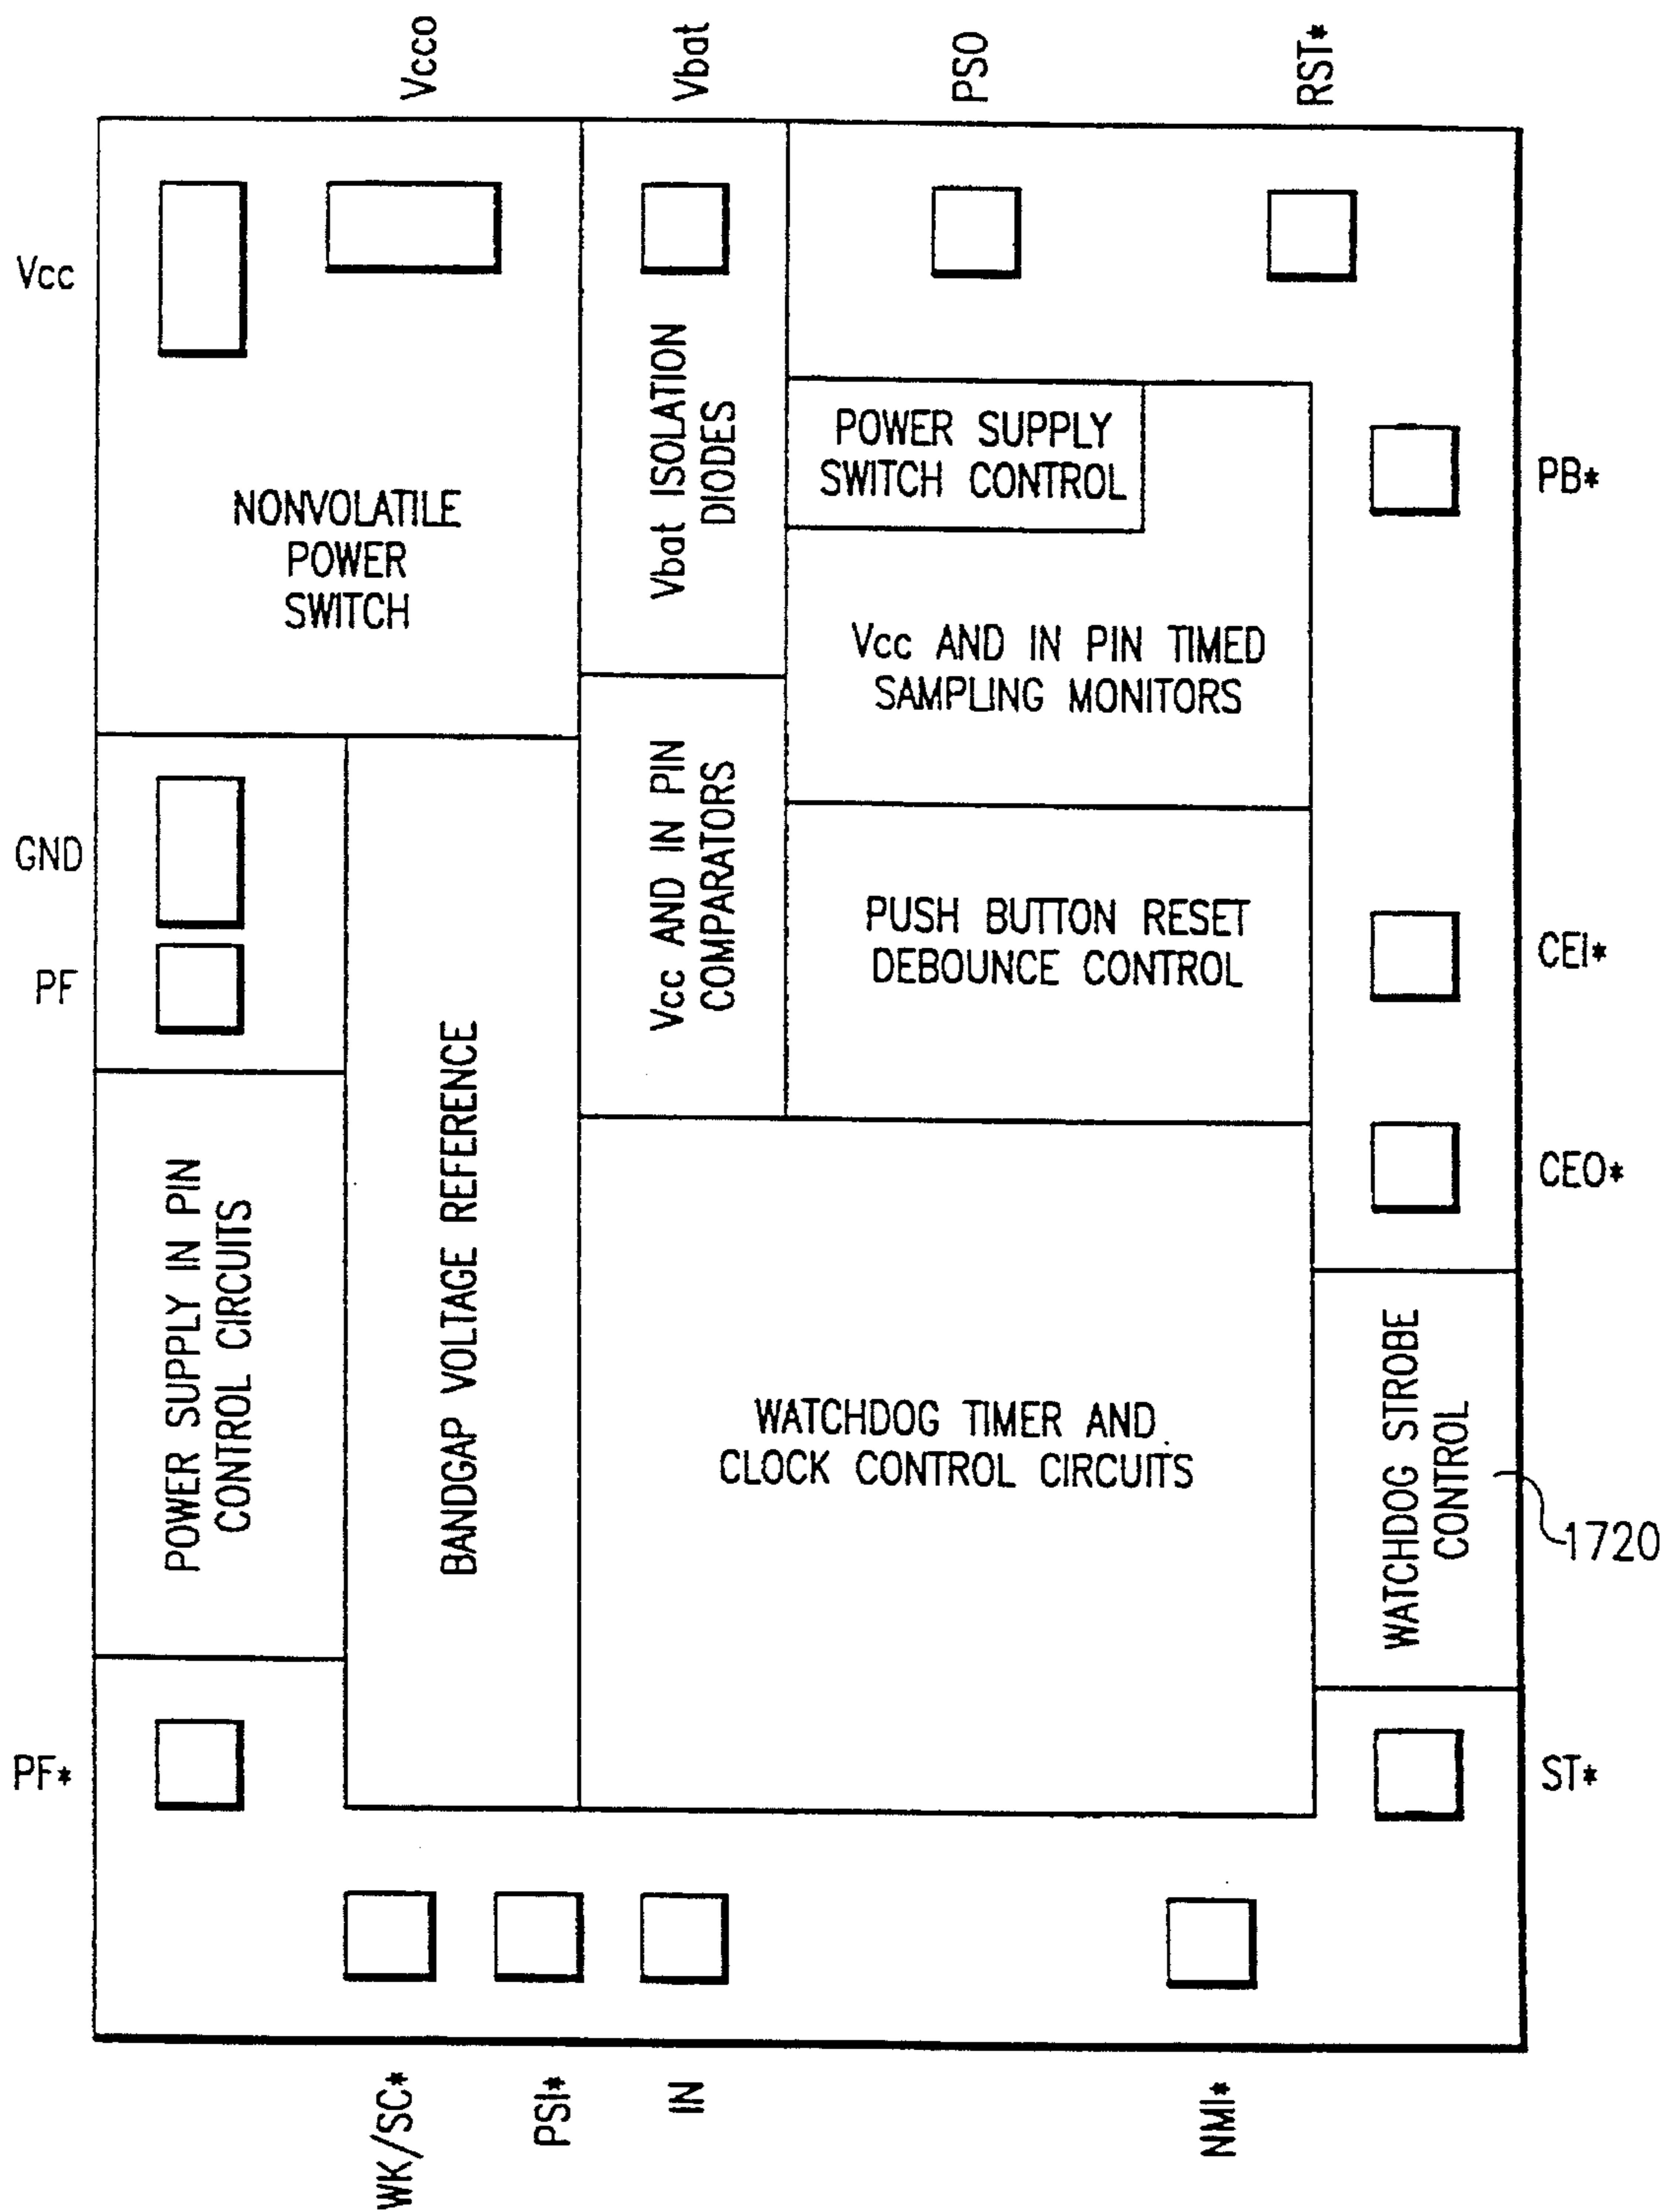 Vcco
Vbat
PSO
RST*
Vcc
NONVOLATILE
POWER
SWITCH
Vbat ISOLATION
DIODES
POWER SUPPLY
SWITCH CONTROL
PB*
Vcc AND IN PIN TIMED
SAMPLING MONITORS
GND
PF
Vcc AND IN PIN
COMPARATORS
PUSH BUTTON RESET
DEBOUNCE CONTROL
CEI*
CEO*
POWER SUPPLY IN PIN
CONTROL CIRCUITS
BANDGAP VOLTAGE REFERENCE
WATCHDOG TIMER AND
CLOCK CONTROL CIRCUITS
WATCHDOG STROBE
CONTROL
1720
PF*
ST*
WK/SC*
PSI*
IN
NMI*